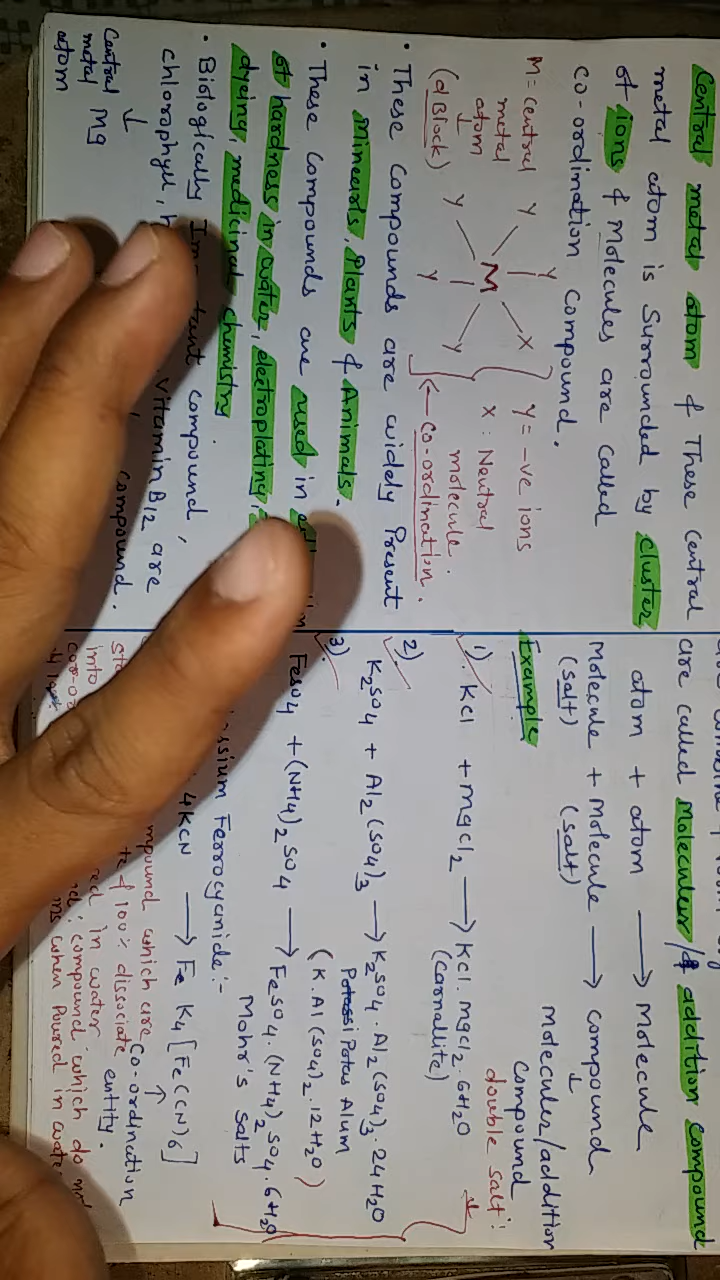 Central metal atom & These central
metal atom is surrounded by cluster
of ions & Molecules are called
co-ordination compound.
M = central
metal
atom
↓
(d Block)
Y
Y
X
M
Y
Y
Y
Y = -ve ions
X : Neutral
molecule.
← co-ordination.
• These compounds are widely Present
in Minerals, Plants & Animals.
• These compounds are used in
of hardness in water, electroplating,
dyeing, medicinal chemistry.
• Biologically compound,
chlorophyll, Vitamin B12 are
compound.
↓
Mg
Central
metal
atom
are called Molecular/& addition compound
atom + atom ⟶ Molecule
Molecule + Molecule ⟶ compound
(salt) (salt) ↓
molecules/addition
compound
double salt!
Example
1) KCl + MgCl2 ⟶ KCl.MgCl2.6H2O
(Carnallite)
2) K2SO4 + Al2(SO4)3 ⟶ K2SO4.Al2(SO4)3.24H2O
Potas Alum
(K.Al(SO4)2.12H2O)
3) FeSO4 + (NH4)2SO4 ⟶ FeSO4.(NH4)2SO4.6H2O
Mohr's salts
ssium Ferrocyanide:-
4KCN ⟶ Fe K4[Fe(CN)6]
↑
Co-ordination
entity.
mpound which are
100% dissociate
in water
into
compound which do not
when Poured in water